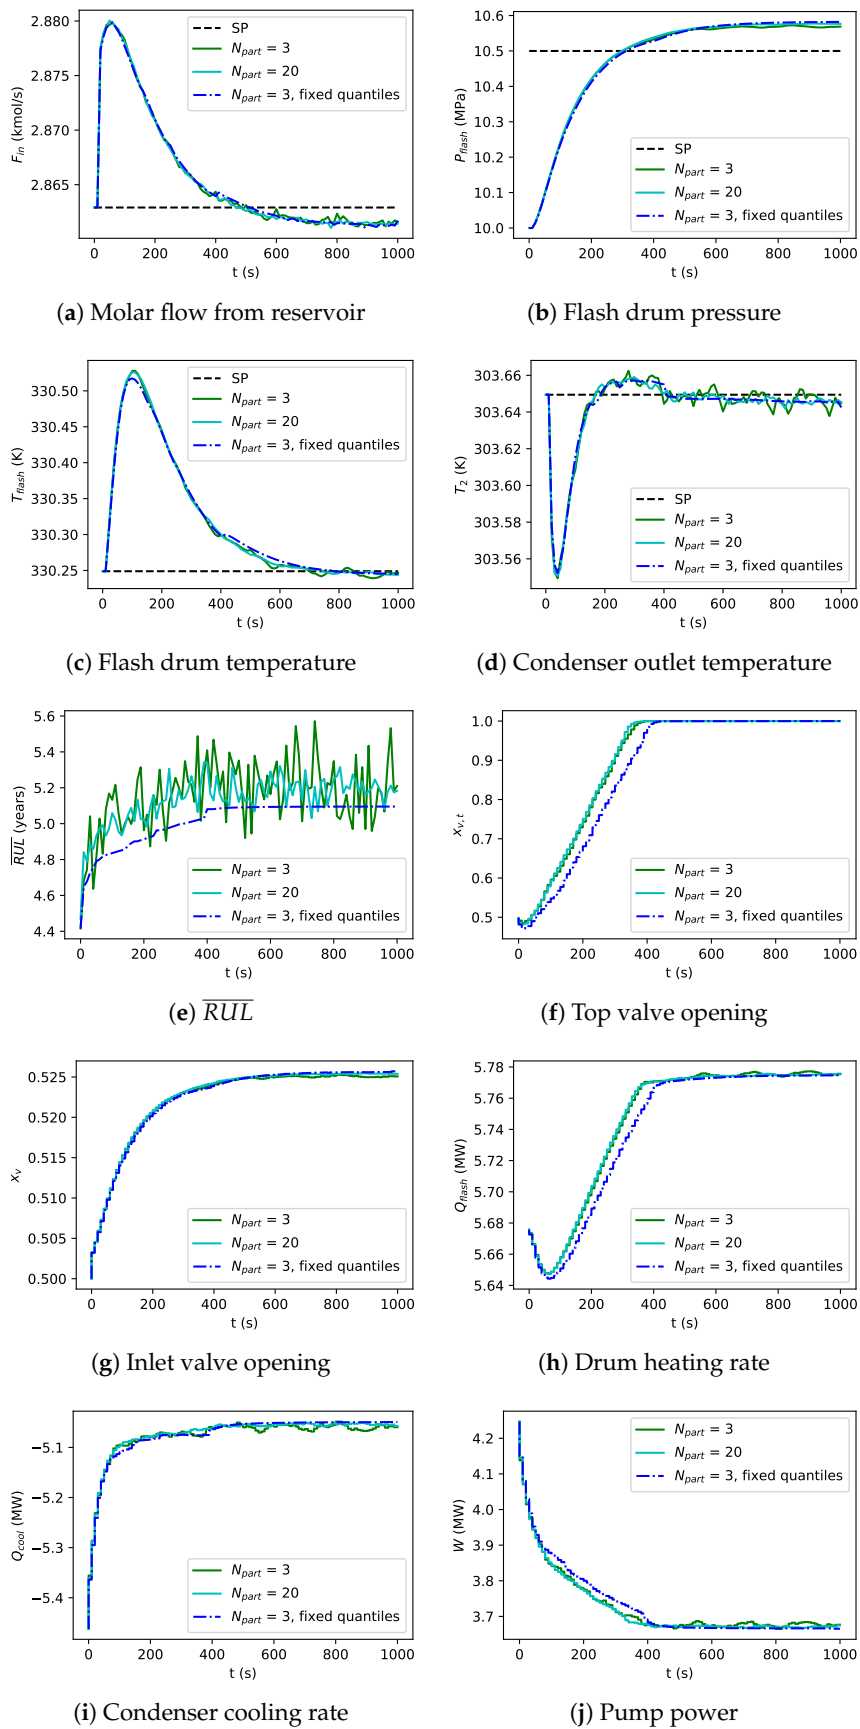 2.880
2.875
2.870
2.865
F_in (kmol/s)
SP
N_part = 3
N_part = 20
N_part = 3, fixed quantiles
0 200 400 600 800 1000
t (s)
(a) Molar flow from reservoir
10.6
10.5
10.4
10.3
10.2
10.1
10.0
P_flash (MPa)
SP
N_part = 3
N_part = 20
N_part = 3, fixed quantiles
0 200 400 600 800 1000
t (s)
(b) Flash drum pressure
330.50
330.45
330.40
330.35
330.30
330.25
T_flash (K)
SP
N_part = 3
N_part = 20
N_part = 3, fixed quantiles
0 200 400 600 800 1000
t (s)
(c) Flash drum temperature
303.66
303.64
303.62
303.60
303.58
303.56
T_2 (K)
SP
N_part = 3
N_part = 20
N_part = 3, fixed quantiles
0 200 400 600 800 1000
t (s)
(d) Condenser outlet temperature
5.6
5.4
5.2
5.0
4.8
4.6
4.4
R̅U̅L̅ (years)
N_part = 3
N_part = 20
N_part = 3, fixed quantiles
0 200 400 600 800 1000
t (s)
(e) R̅U̅L̅
1.0
0.9
0.8
0.7
0.6
0.5
x_v,t
N_part = 3
N_part = 20
N_part = 3, fixed quantiles
0 200 400 600 800 1000
t (s)
(f) Top valve opening
0.525
0.520
0.515
0.510
0.505
0.500
x_v
N_part = 3
N_part = 20
N_part = 3, fixed quantiles
0 200 400 600 800 1000
t (s)
(g) Inlet valve opening
5.78
5.76
5.74
5.72
5.70
5.68
5.66
5.64
Q_flash (MW)
N_part = 3
N_part = 20
N_part = 3, fixed quantiles
0 200 400 600 800 1000
t (s)
(h) Drum heating rate
−5.1
−5.2
−5.3
−5.4
Q_cool (MW)
N_part = 3
N_part = 20
N_part = 3, fixed quantiles
0 200 400 600 800 1000
t (s)
(i) Condenser cooling rate
4.2
4.1
4.0
3.9
3.8
3.7
W (MW)
N_part = 3
N_part = 20
N_part = 3, fixed quantiles
0 200 400 600 800 1000
t (s)
(j) Pump power